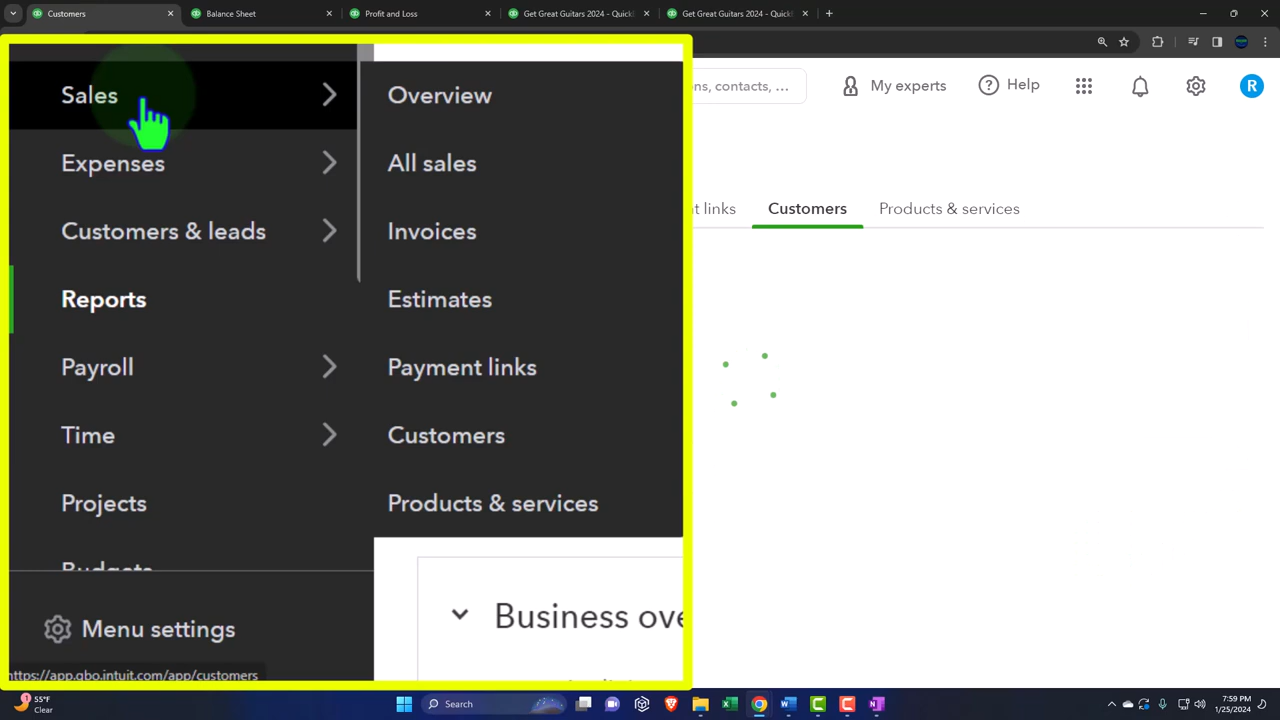 Customers
Balance Sheet
Profit and Loss
Get Great Guitars 2024 - Quick
Get Great Guitars 2024 - Quick
ns, contacts, ...
My experts
Help
R
Sales
Overview
Expenses
All sales
Customers & leads
Invoices
Reports
Estimates
Payroll
Payment links
Time
Customers
Projects
Products & services
Budgets
Business ove
Menu settings
https://app.qbo.intuit.com/app/customers
t links
Customers
Products & services
55°F
Clear
Search
7:59 PM
1/25/2024